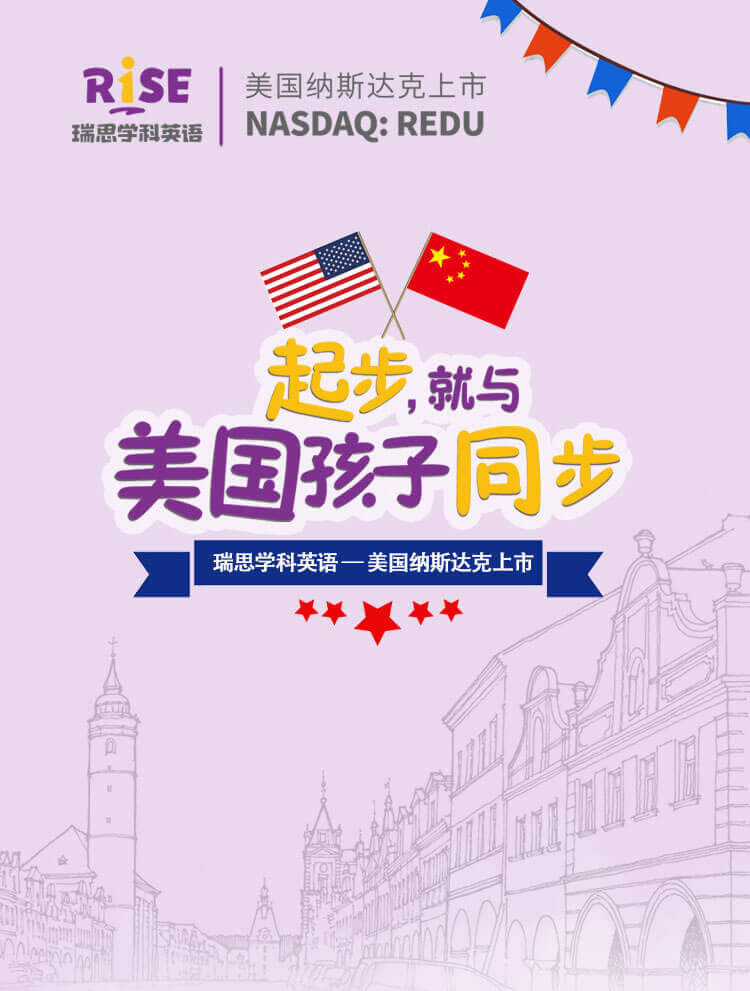 RiSE
瑞思学科英语
美国纳斯达克上市
NASDAQ: REDU
起步,就与
美国孩子同步
瑞思学科英语—美国纳斯达克上市